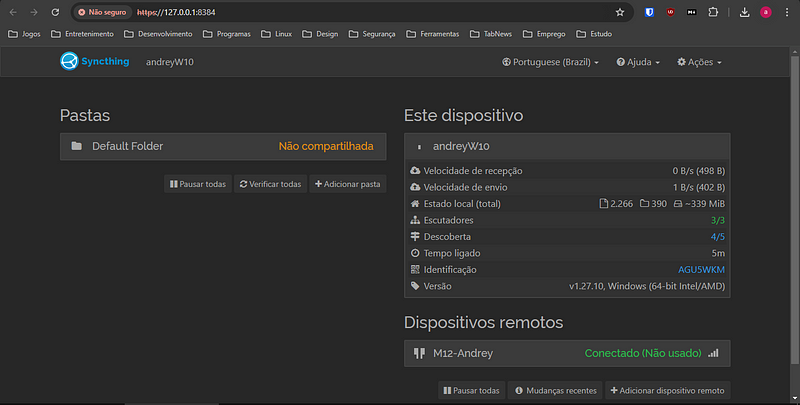 Não seguro https://127.0.0.1:8384
Jogos Entretenimento Desenvolvimento Programas Linux Design Segurança Ferramentas TabNews Emprego Estudo
Syncthing andreyW10 Portuguese (Brazil) Ajuda Ações
Pastas
Default Folder Não compartilhada
Pausar todas Verificar todas Adicionar pasta
Este dispositivo
andreyW10
Velocidade de recepção 0 B/s (498 B)
Velocidade de envio 1 B/s (402 B)
Estado local (total) 2.266 390 ~339 MiB
Escutadores 3/3
Descoberta 4/5
Tempo ligado 5m
Identificação AGU5WKM
Versão v1.27.10, Windows (64-bit Intel/AMD)
Dispositivos remotos
M12-Andrey Conectado (Não usado)
Pausar todas Mudanças recentes Adicionar dispositivo remoto